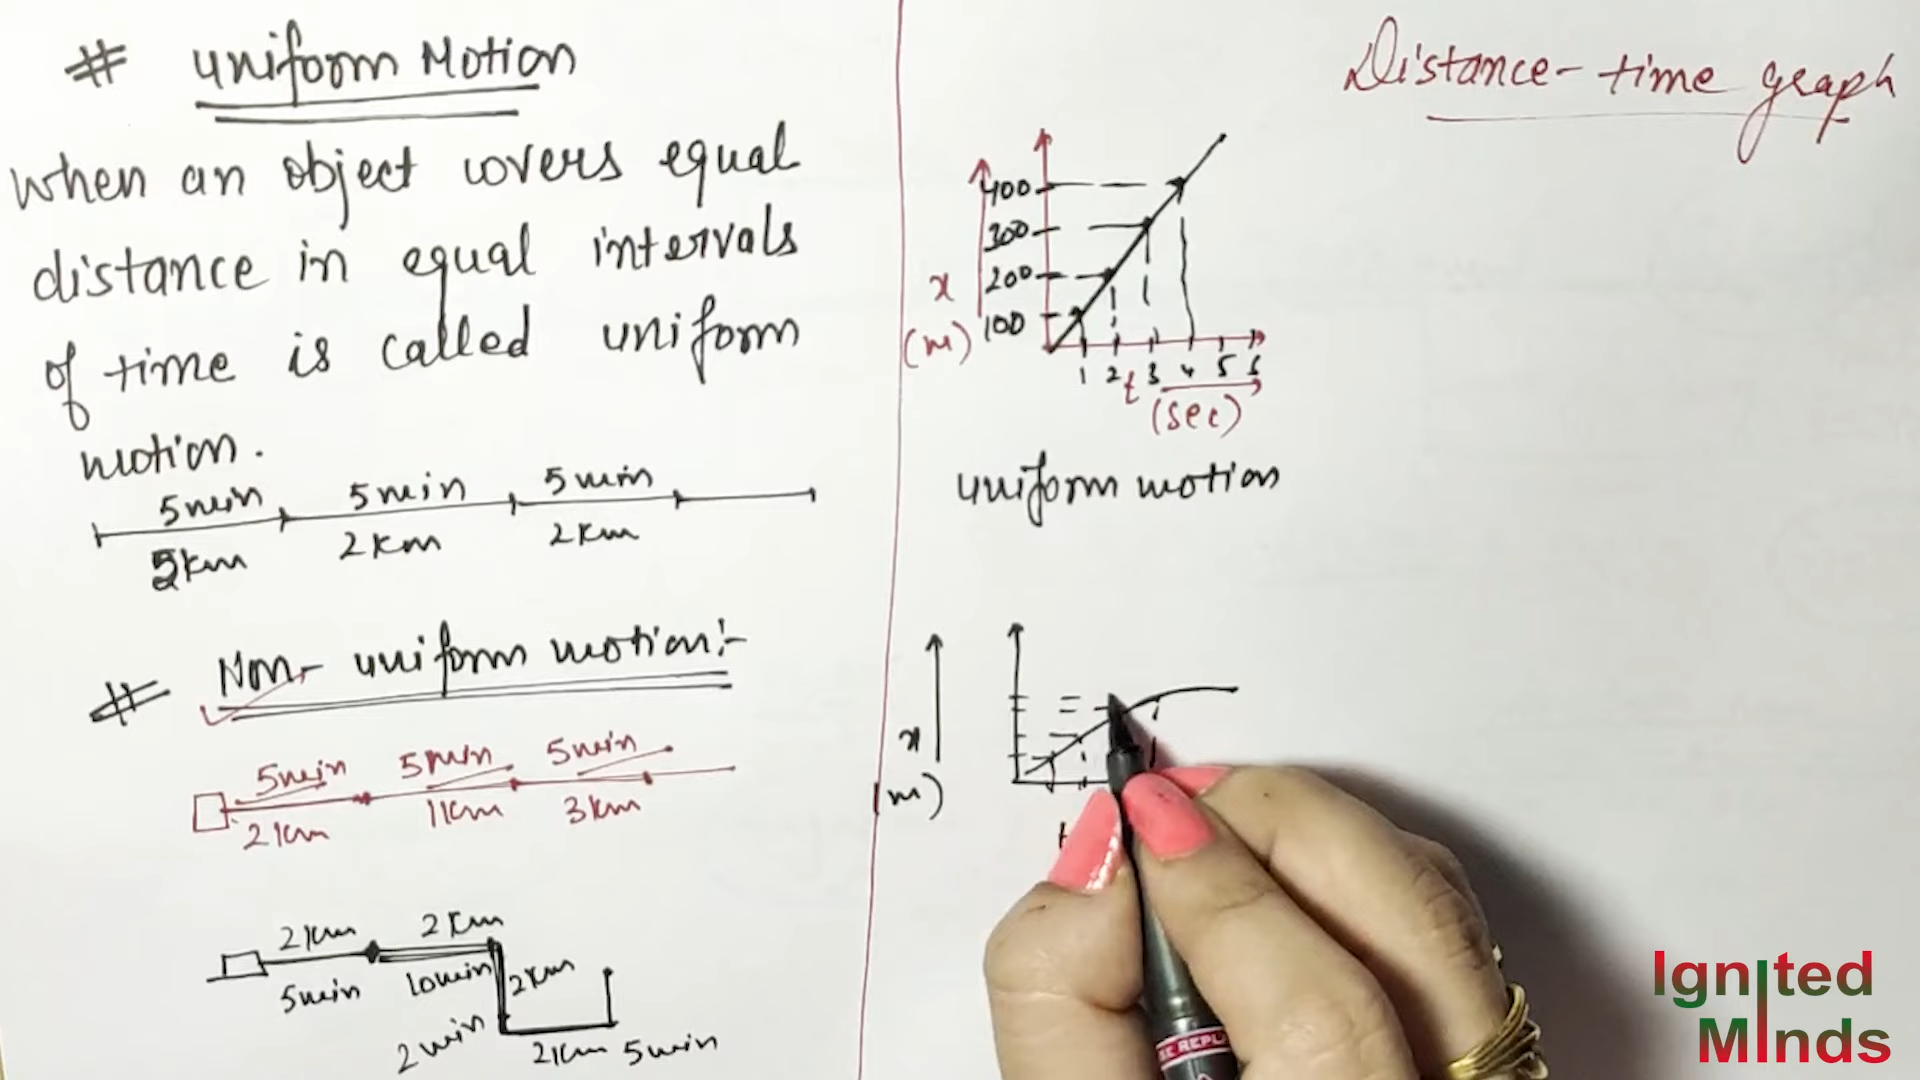 # uniform Motion
when an object covers equal
distance in equal intervals
of time is called uniform
motion.
5min 5min 5min
5km 2km 2km
# Non- uniform motion:-
5min 5min 5min
2km 1km 3km
2km 2km
5min 10min 2km
2min
2km 5min
Distance-time graph
400
300
x 200
(m) 100
1 2 3 4 5 6
t
(sec)
uniform motion
x
(m)
t
SE REPL
Ignited
Minds